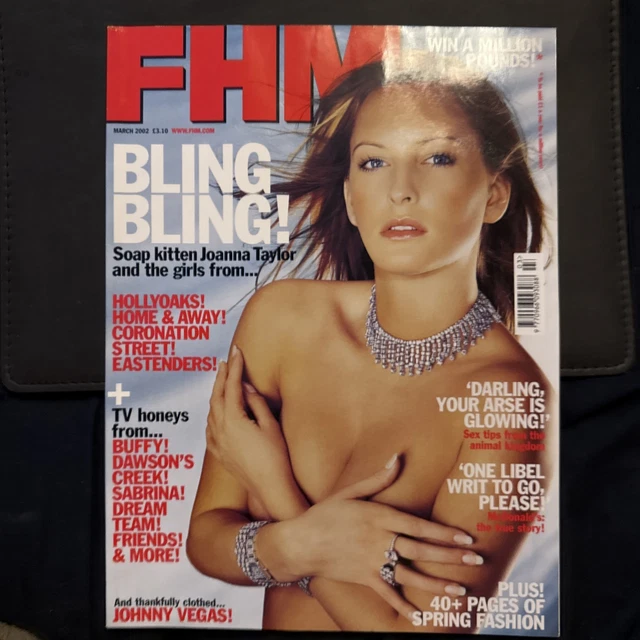 FHM
WIN A MILLION
POUNDS!
MARCH 2002 £3.10 WWW.FHM.COM
BLING
BLING!
Soap kitten Joanna Taylor
and the girls from...
HOLLYOAKS!
HOME & AWAY!
CORONATION
STREET!
EASTENDERS!
+
TV honeys
from...
BUFFY!
DAWSON'S
CREEK!
SABRINA!
DREAM
TEAM!
FRIENDS!
& MORE!
And thankfully clothed...
JOHNNY VEGAS!
'DARLING,
YOUR ARSE IS
GLOWING!'
Sex tips from the
animal kingdom
'ONE LIBEL
WRIT TO GO,
PLEASE!'
McDonald's:
the true story!
PLUS!
40+ PAGES OF
SPRING FASHION